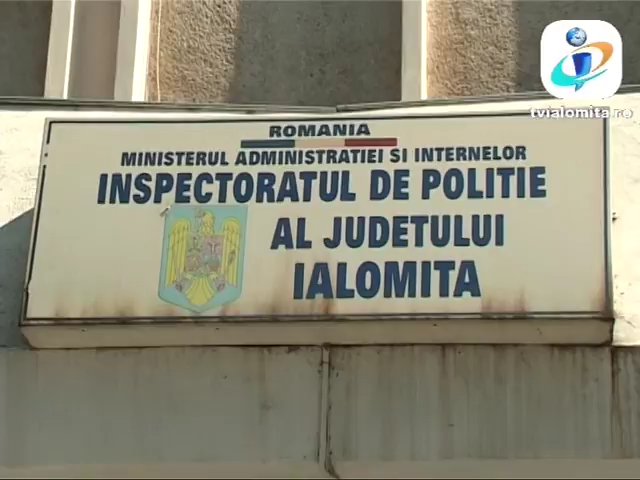 tvialomita.ro
ROMANIA
MINISTERUL ADMINISTRATIEI SI INTERNELOR
INSPECTORATUL DE POLITIE
AL JUDETULUI
IALOMITA